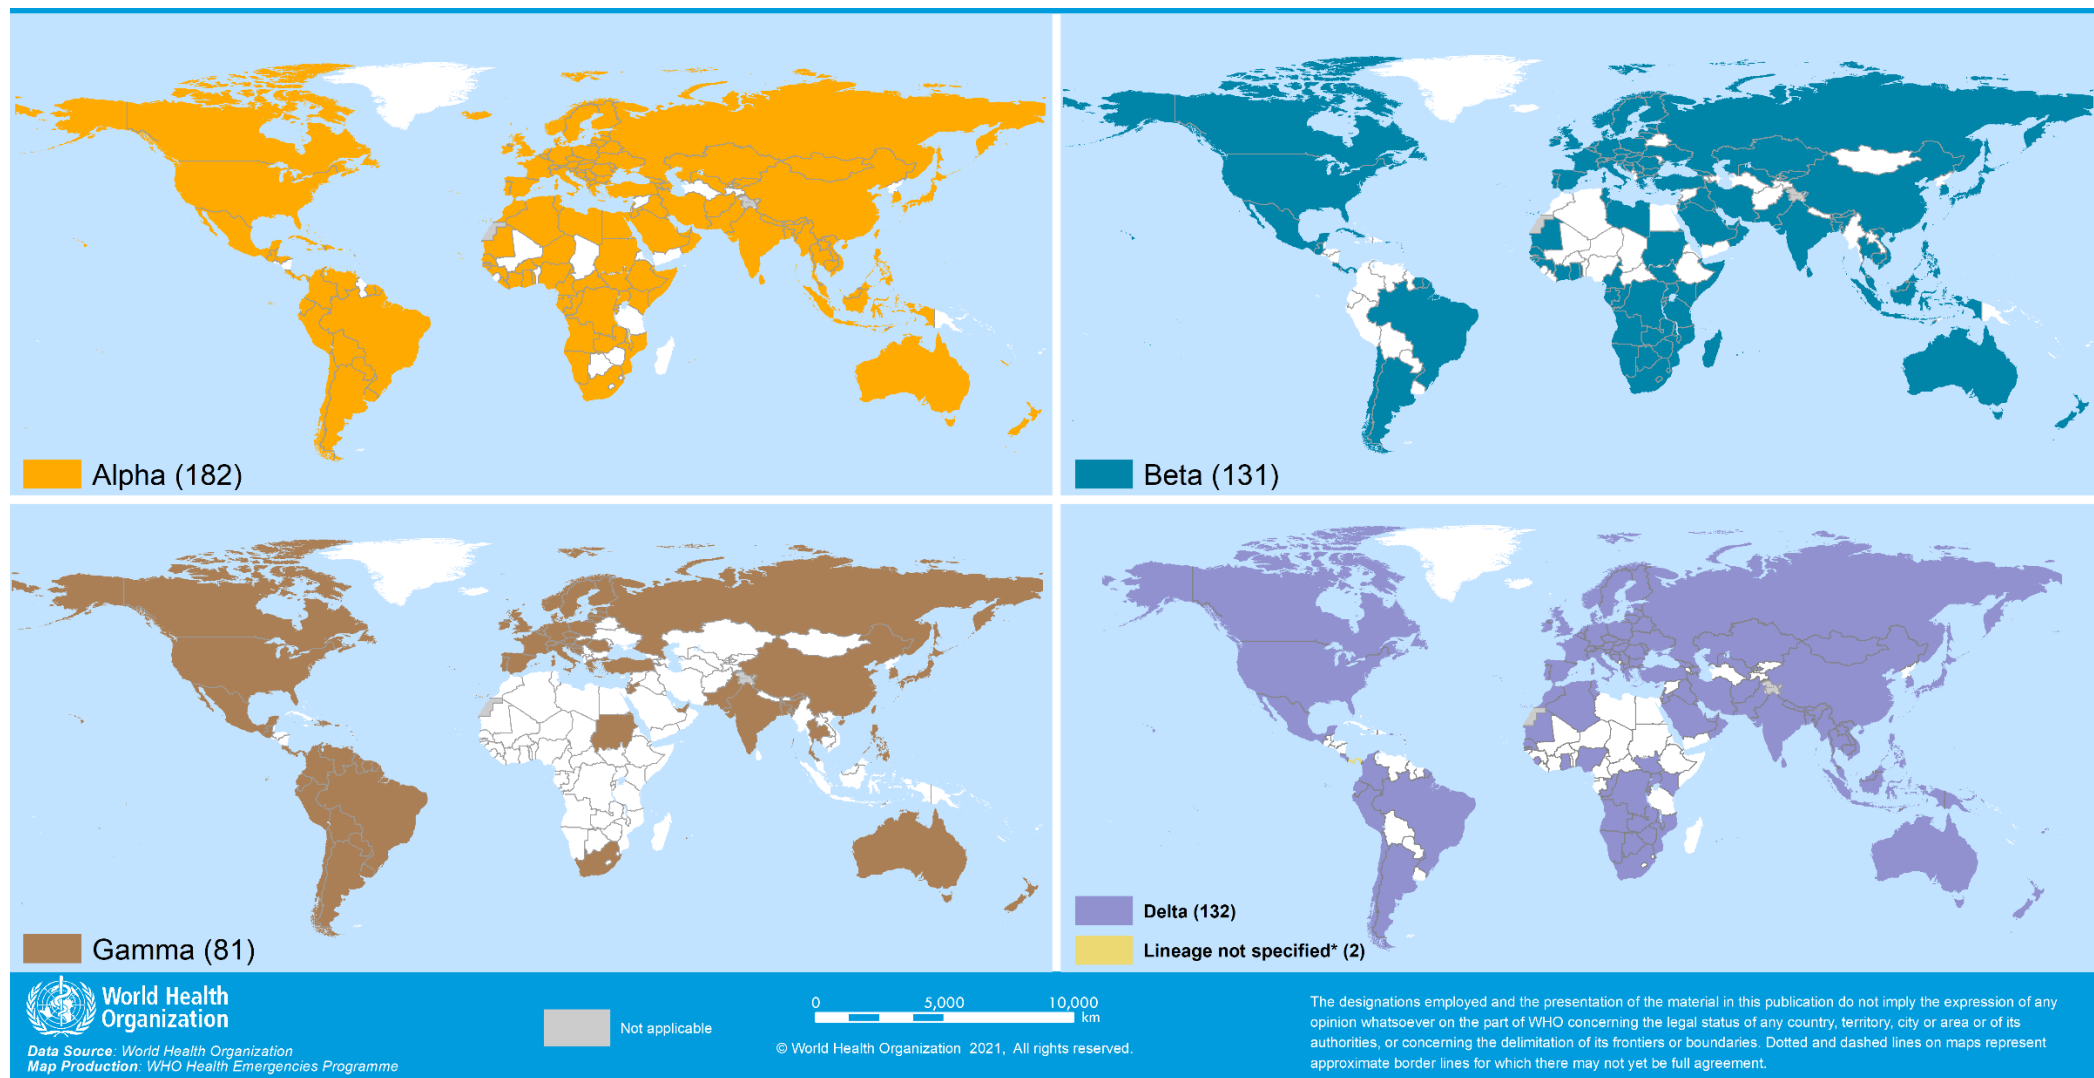 Alpha (182)
Beta (131)
Gamma (81)
Delta (132)
Lineage not specified* (2)
World Health
Organization
Data Source: World Health Organization
Map Production: WHO Health Emergencies Programme
Not applicable
0 5,000 10,000
km
© World Health Organization 2021, All rights reserved.
The designations employed and the presentation of the material in this publication do not imply the expression of any
opinion whatsoever on the part of WHO concerning the legal status of any country, territory, city or area or of its
authorities, or concerning the delimitation of its frontiers or boundaries. Dotted and dashed lines on maps represent
approximate border lines for which there may not yet be full agreement.